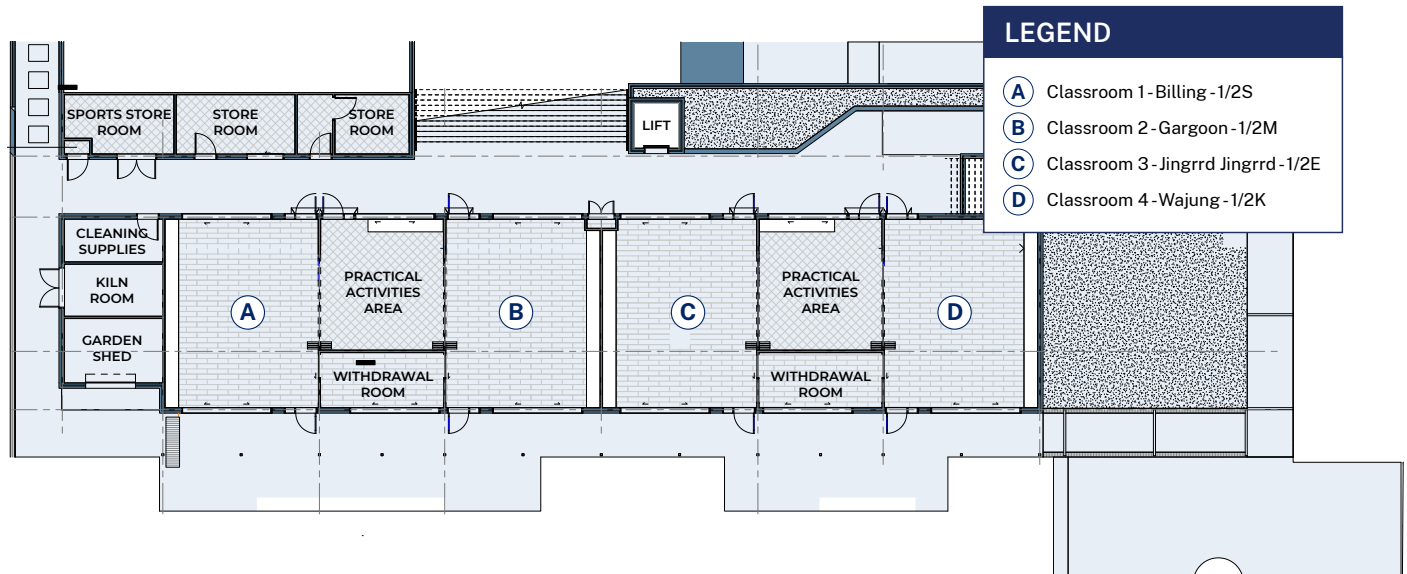 LEGEND
A Classroom 1 - Billing - 1/2S
B Classroom 2 - Gargoon - 1/2M
C Classroom 3 - Jingrrd Jingrrd - 1/2E
D Classroom 4 - Wajung - 1/2K
SPORTS STORE
ROOM
STORE
ROOM
STORE
ROOM
LIFT
CLEANING
SUPPLIES
KILN
ROOM
GARDEN
SHED
A
PRACTICAL
ACTIVITIES
AREA
WITHDRAWAL
ROOM
B
C
PRACTICAL
ACTIVITIES
AREA
WITHDRAWAL
ROOM
D